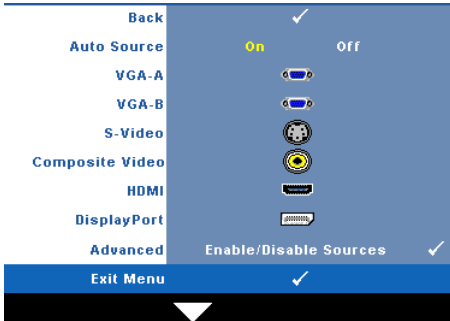 Back
Auto Source On Off
VGA-A
VGA-B
S-Video
Composite Video
HDMI
DisplayPort
Advanced Enable/Disable Sources
Exit Menu